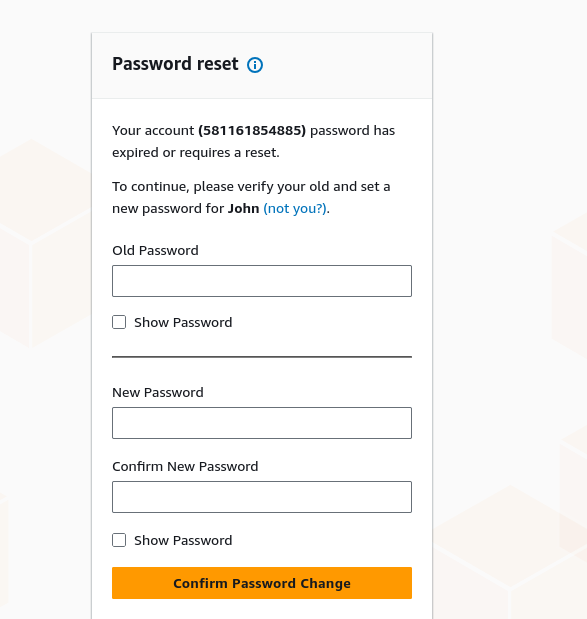 Password reset
Your account (581161854885) password has
expired or requires a reset.
To continue, please verify your old and set a
new password for John (not you?).
Old Password
Show Password
New Password
Confirm New Password
Show Password
Confirm Password Change